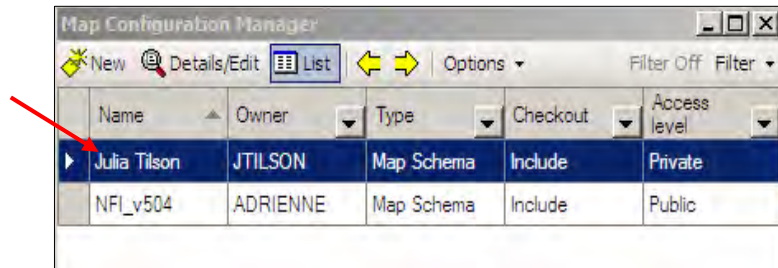 Map Configuration Manager
New Details/Edit List Options Filter Off Filter
Name Owner Type Checkout Access level
Julia Tilson JTILSON Map Schema Include Private
NFI_v504 ADRIENNE Map Schema Include Public